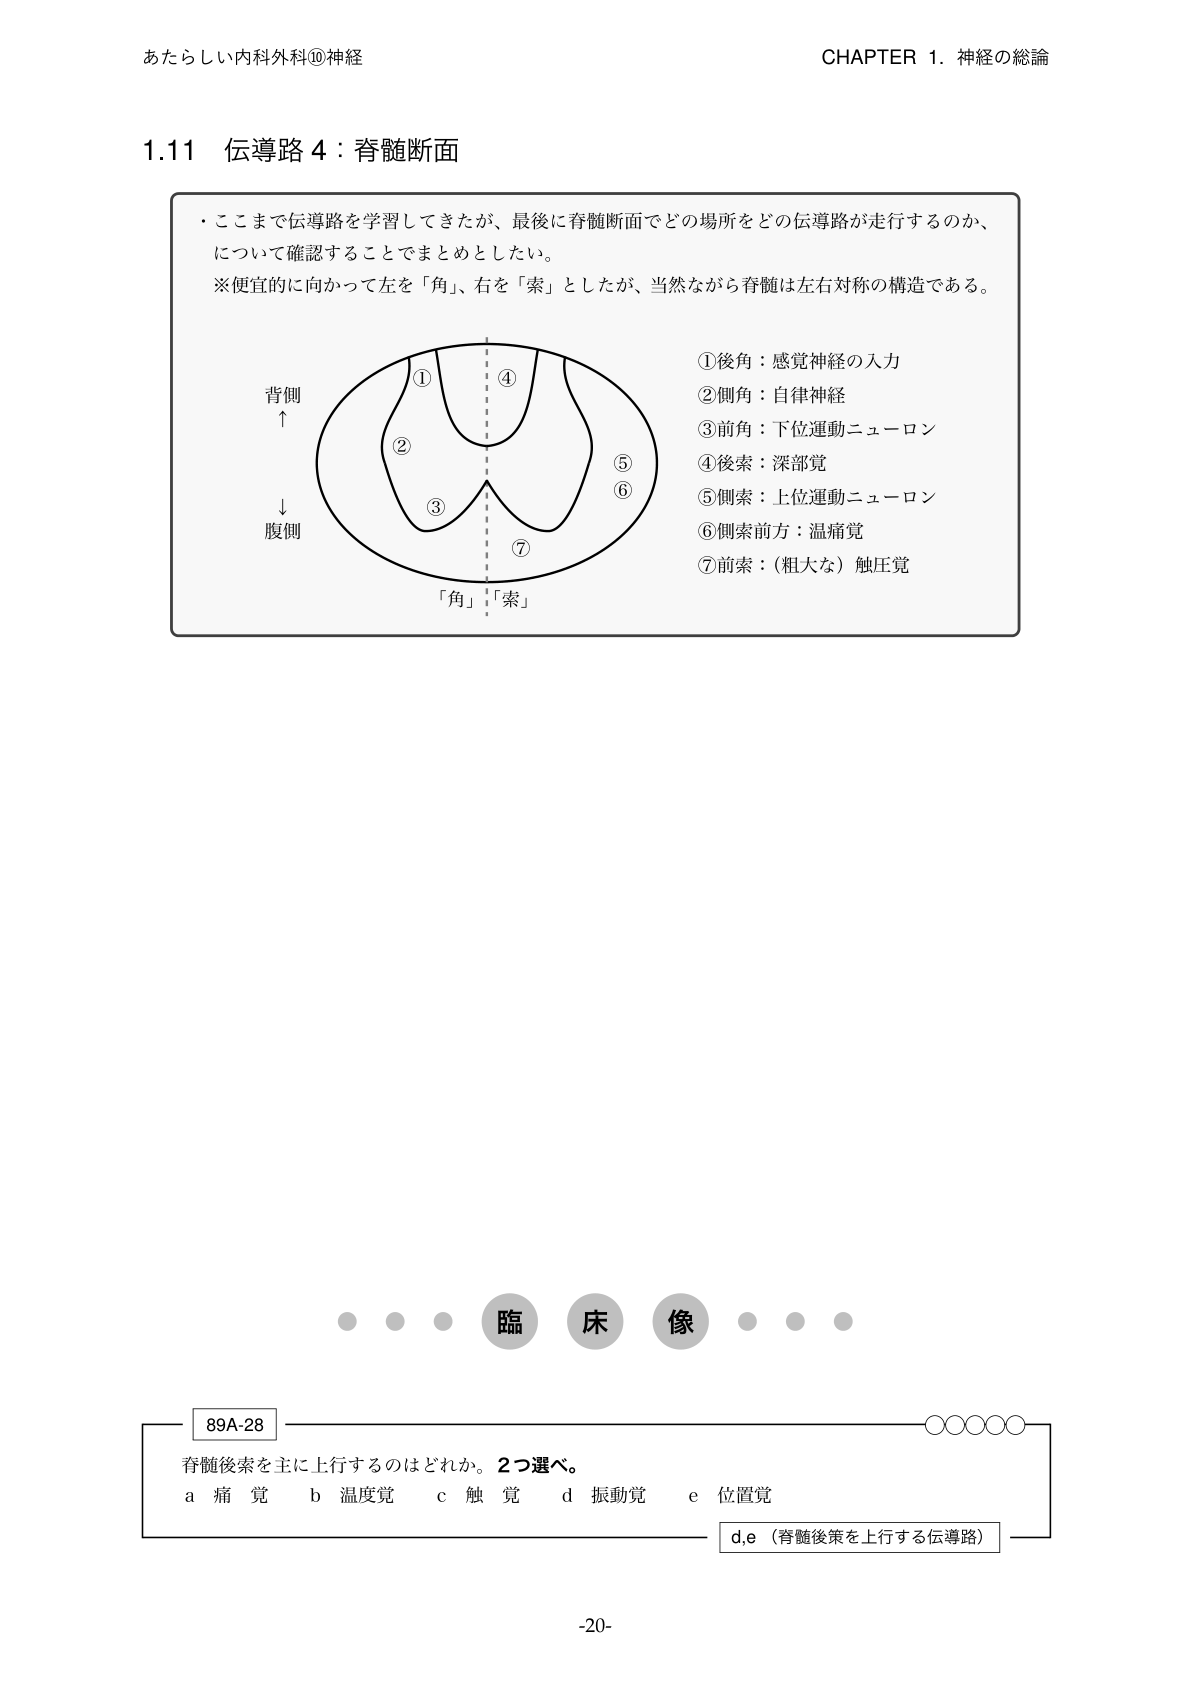 あたらしい内科外科⑩神経
CHAPTER 1. 神経の総論
1.11 伝導路 4：脊髄断面
・ここまで伝導路を学習してきたが、最後に脊髄断面でどの場所をどの伝導路が走行するのか、
について確認することでまとめとしたい。
※便宜的に向かって左を「角」、右を「索」としたが、当然ながら脊髄は左右対称の構造である。
背側
↑
↓
腹側
①
②
③
④
⑤
⑥
⑦
「角」「索」
①後角：感覚神経の入力
②側角：自律神経
③前角：下位運動ニューロン
④後索：深部覚
⑤側索：上位運動ニューロン
⑥側索前方：温痛覚
⑦前索：（粗大な）触圧覚
臨 床 像
89A-28
脊髄後索を主に上行するのはどれか。2つ選べ。
a 痛 覚 b 温度覚 c 触 覚 d 振動覚 e 位置覚
d,e （脊髄後策を上行する伝導路）
-20-